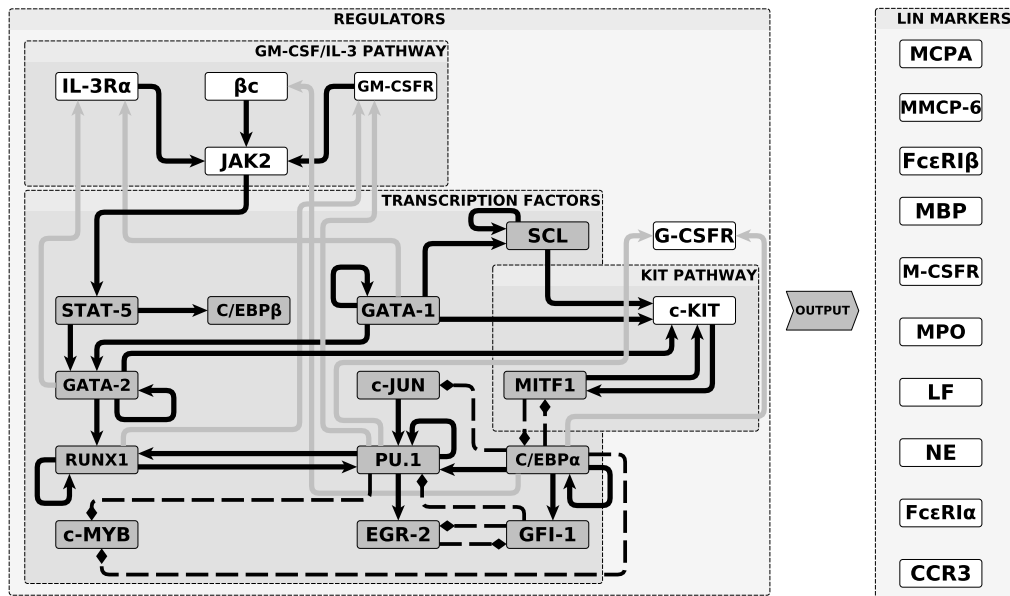 REGULATORS
LIN MARKERS
GM-CSF/IL-3 PATHWAY
IL-3Rα
βc
GM-CSFR
JAK2
TRANSCRIPTION FACTORS
SCL
G-CSFR
KIT PATHWAY
STAT-5
C/EBPβ
GATA-1
c-KIT
GATA-2
c-JUN
MITF1
RUNX1
PU.1
C/EBPα
c-MYB
EGR-2
GFI-1
OUTPUT
MCPA
MMCP-6
FcεRIβ
MBP
M-CSFR
MPO
LF
NE
FcεRIα
CCR3